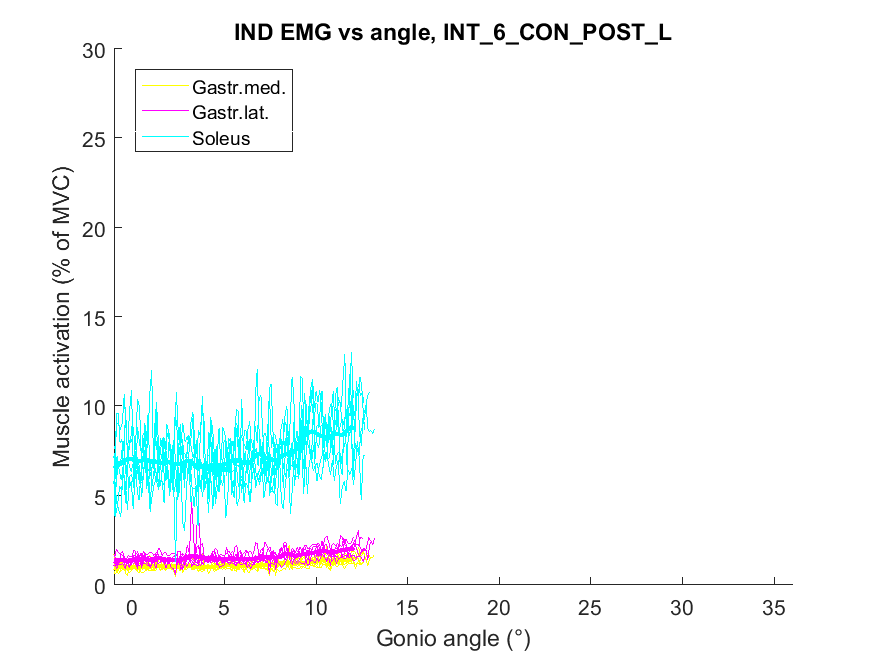 IND EMG vs angle, INT_6_CON_POST_L
30
25
20
15
10
5
0
Muscle activation (% of MVC)
Gastr.med.
Gastr.lat.
Soleus
0 5 10 15 20 25 30 35
Gonio angle (°)